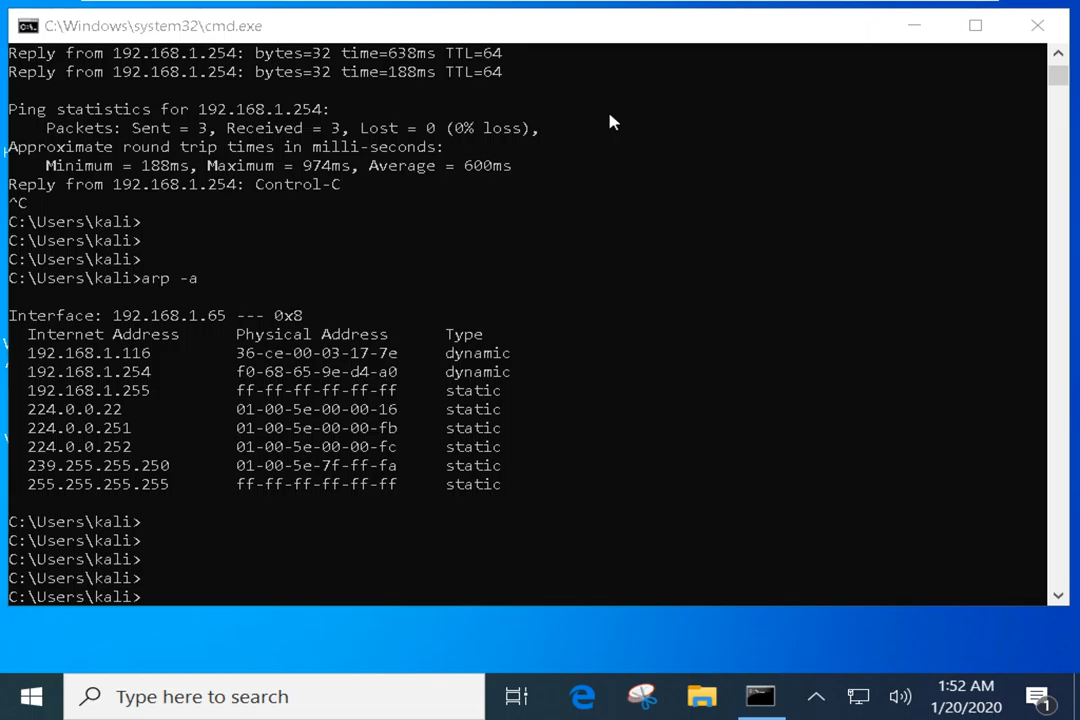 C:\Windows\system32\cmd.exe
Reply from 192.168.1.254: bytes=32 time=638ms TTL=64
Reply from 192.168.1.254: bytes=32 time=188ms TTL=64
Ping statistics for 192.168.1.254:
    Packets: Sent = 3, Received = 3, Lost = 0 (0% loss),
Approximate round trip times in milli-seconds:
    Minimum = 188ms, Maximum = 974ms, Average = 600ms
Reply from 192.168.1.254: Control-C
^C
C:\Users\kali>
C:\Users\kali>
C:\Users\kali>
C:\Users\kali>arp -a
Interface: 192.168.1.65 --- 0x8
  Internet Address      Physical Address      Type
  192.168.1.116         36-ce-00-03-17-7e     dynamic
  192.168.1.254         f0-68-65-9e-d4-a0     dynamic
  192.168.1.255         ff-ff-ff-ff-ff-ff     static
  224.0.0.22            01-00-5e-00-00-16     static
  224.0.0.251           01-00-5e-00-00-fb     static
  224.0.0.252           01-00-5e-00-00-fc     static
  239.255.255.250       01-00-5e-7f-ff-fa     static
  255.255.255.255       ff-ff-ff-ff-ff-ff     static
C:\Users\kali>
C:\Users\kali>
C:\Users\kali>
C:\Users\kali>
C:\Users\kali>
Type here to search
1:52 AM
1/20/2020
1